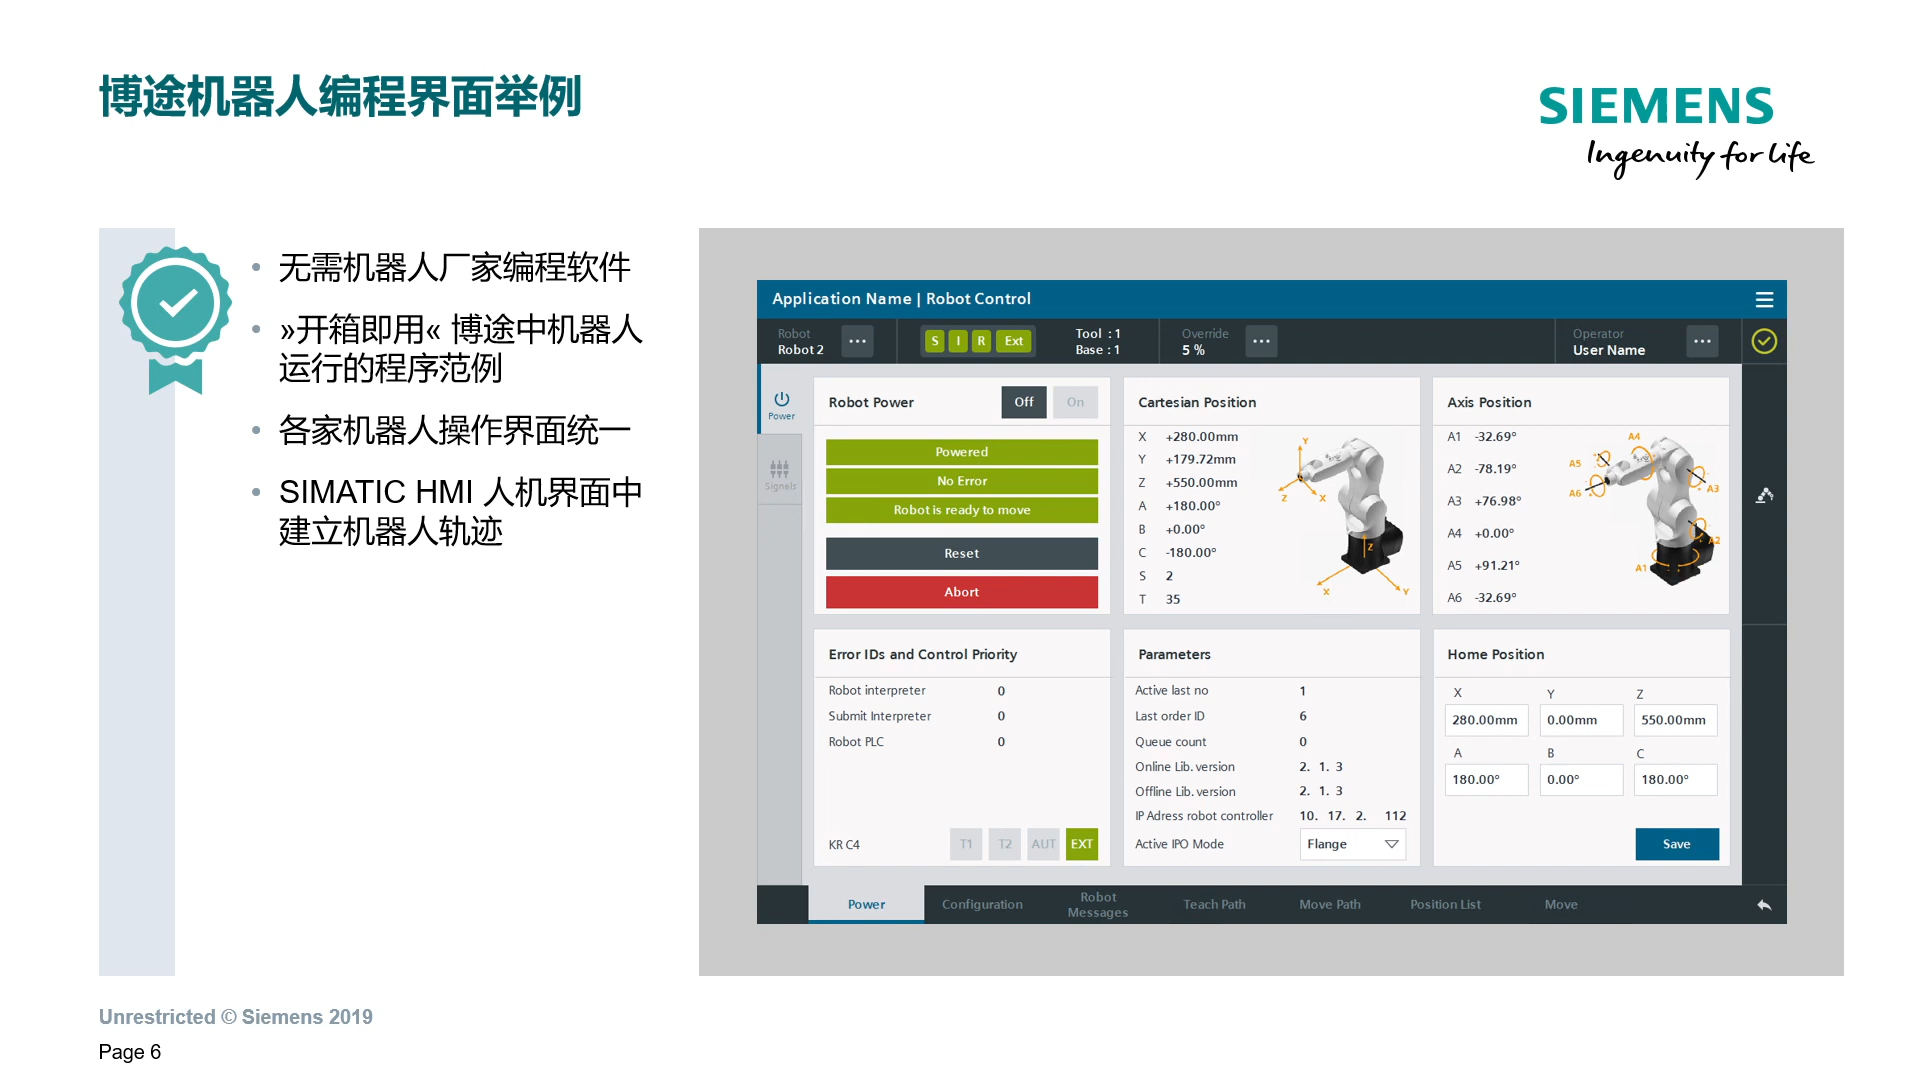 博途机器人编程界面举例
SIEMENS
Ingenuity for life
• 无需机器人厂家编程软件
• »开箱即用« 博途中机器人
运行的程序范例
• 各家机器人操作界面统一
• SIMATIC HMI 人机界面中
建立机器人轨迹
Application Name | Robot Control
Robot
Robot 2
S I R Ext
Tool : 1
Base : 1
Override
5 %
Operator
User Name
Power
Signals
Robot Power Off On
Powered
No Error
Robot is ready to move
Reset
Abort
Cartesian Position
X +280.00mm
Y +179.72mm
Z +550.00mm
A +180.00°
B +0.00°
C -180.00°
S 2
T 35
Y
Z X
Z
X Y
Axis Position
A1 -32.69°
A2 -78.19°
A3 +76.98°
A4 +0.00°
A5 +91.21°
A6 -32.69°
A4
A5
A6 A3
A2
A1
Error IDs and Control Priority
Robot interpreter 0
Submit Interpreter 0
Robot PLC 0
KR C4 T1 T2 AUT EXT
Parameters
Active last no 1
Last order ID 6
Queue count 0
Online Lib. version 2. 1. 3
Offline Lib. version 2. 1. 3
IP Adress robot controller 10. 17. 2. 112
Active IPO Mode Flange
Home Position
X Y Z
280.00mm 0.00mm 550.00mm
A B C
180.00° 0.00° 180.00°
Save
Power Configuration Robot Messages Teach Path Move Path Position List Move
Unrestricted © Siemens 2019
Page 6